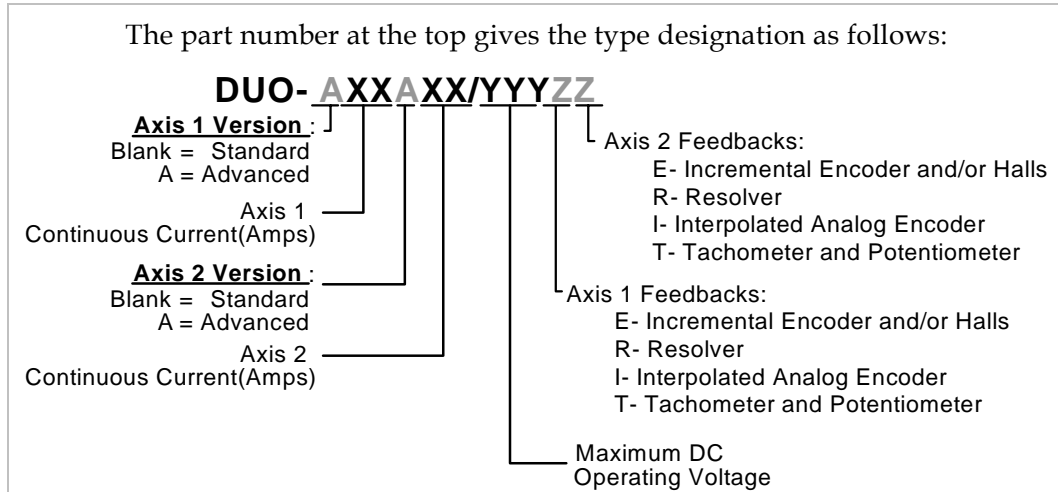 The part number at the top gives the type designation as follows:
DUO- AXXAXX/YYYZZ
Axis 1 Version :
Blank = Standard
A = Advanced
Axis 1
Continuous Current(Amps)
Axis 2 Version :
Blank = Standard
A = Advanced
Axis 2
Continuous Current(Amps)
Axis 2 Feedbacks:
E- Incremental Encoder and/or Halls
R- Resolver
I- Interpolated Analog Encoder
T- Tachometer and Potentiometer
Axis 1 Feedbacks:
E- Incremental Encoder and/or Halls
R- Resolver
I- Interpolated Analog Encoder
T- Tachometer and Potentiometer
Maximum DC
Operating Voltage